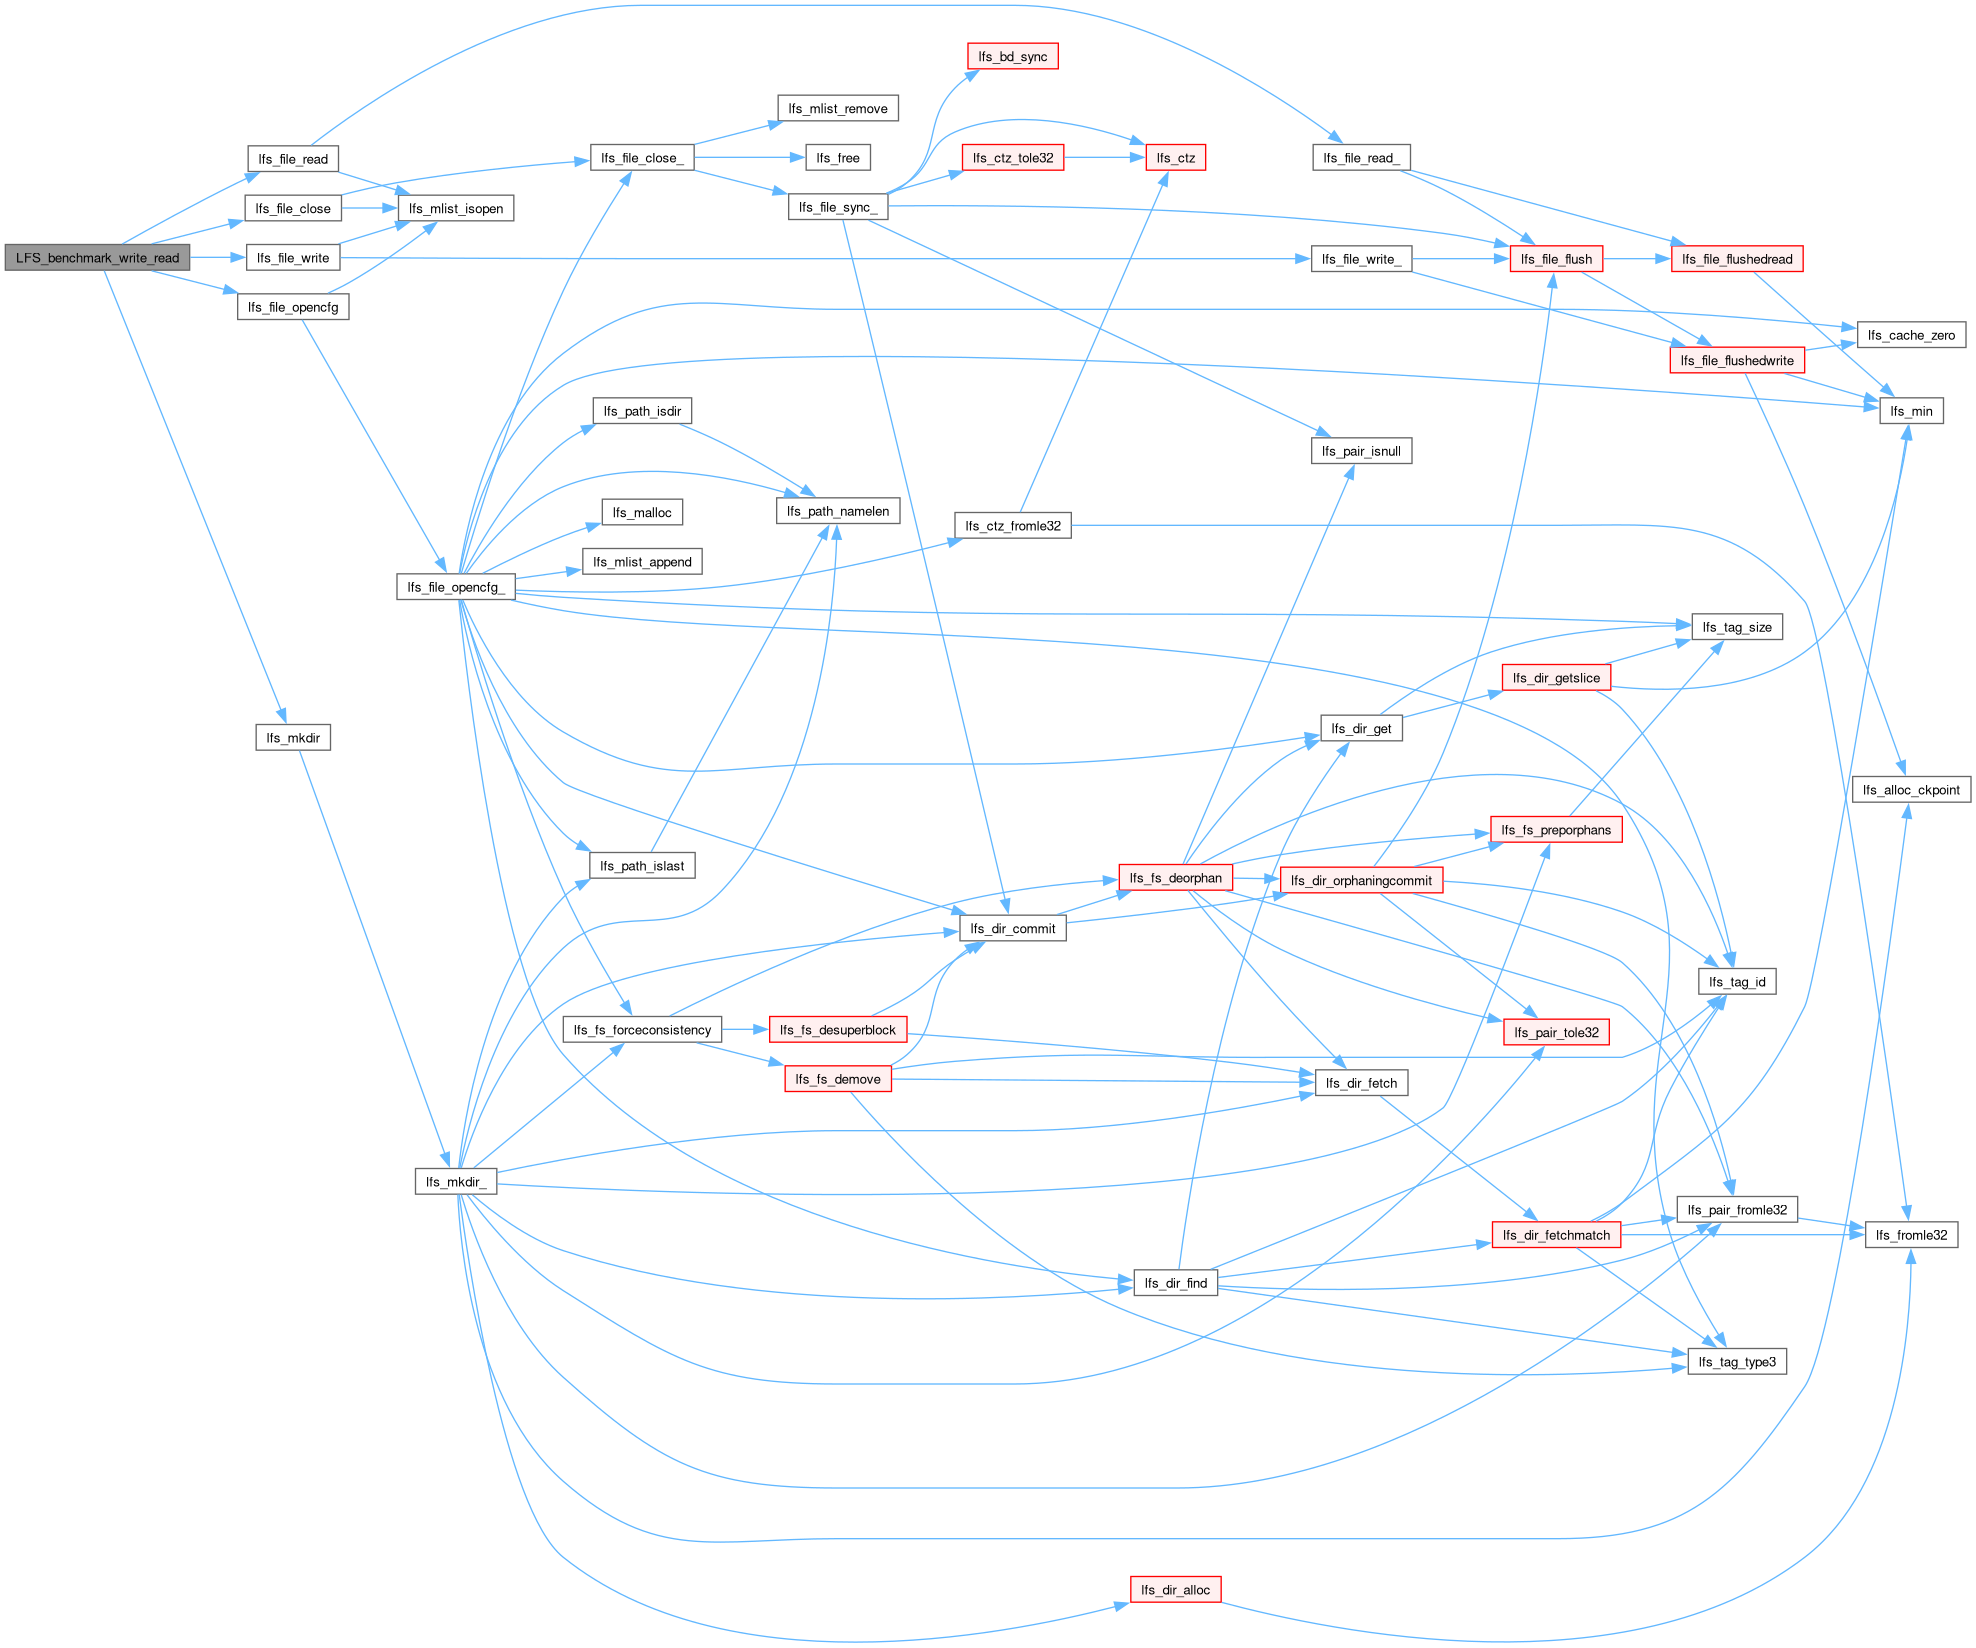 lfs_bd_sync
lfs_mlist_remove
lfs_file_read
lfs_file_close_
lfs_free
lfs_ctz_tole32
lfs_ctz
lfs_file_read_
lfs_file_close
lfs_mlist_isopen
lfs_file_sync_
LFS_benchmark_write_read
lfs_file_write
lfs_file_write_
lfs_file_flush
lfs_file_flushedread
lfs_file_opencfg
lfs_cache_zero
lfs_file_flushedwrite
lfs_path_isdir
lfs_min
lfs_pair_isnull
lfs_malloc
lfs_path_namelen
lfs_ctz_fromle32
lfs_mlist_append
lfs_file_opencfg_
lfs_tag_size
lfs_dir_getslice
lfs_mkdir
lfs_dir_get
lfs_alloc_ckpoint
lfs_fs_preporphans
lfs_path_islast
lfs_fs_deorphan
lfs_dir_orphaningcommit
lfs_dir_commit
lfs_tag_id
lfs_fs_forceconsistency
lfs_fs_desuperblock
lfs_pair_tole32
lfs_fs_demove
lfs_dir_fetch
lfs_mkdir_
lfs_pair_fromle32
lfs_dir_fetchmatch
lfs_fromle32
lfs_dir_find
lfs_tag_type3
lfs_dir_alloc